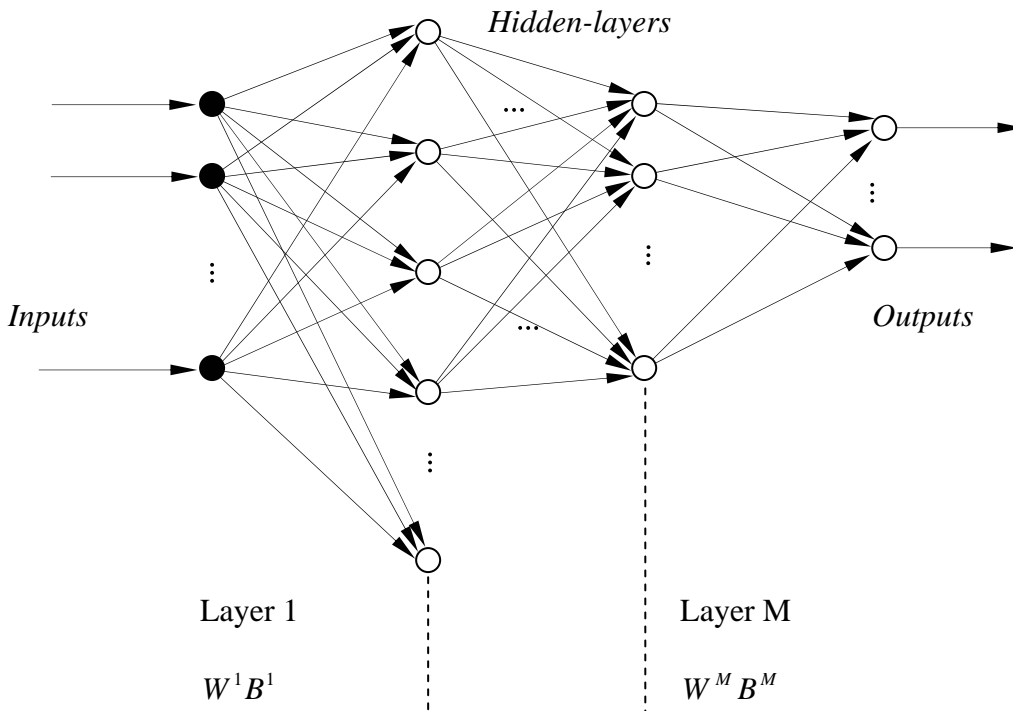 Hidden-layers
...
...
...
...
Inputs
Outputs
...
...
Layer 1
Layer M
W¹B¹
Wᴹ Bᴹ